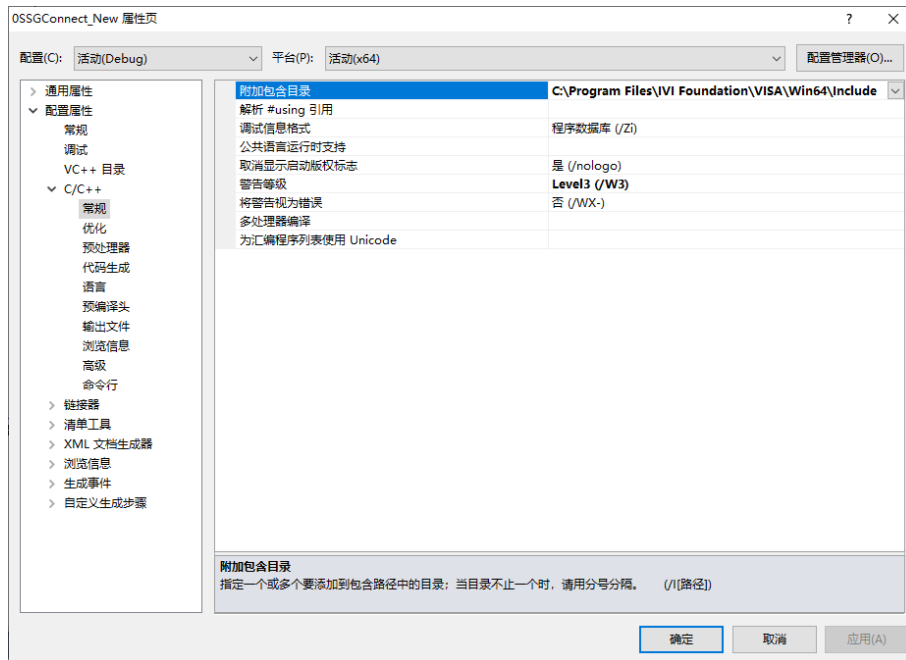 0SSGConnect_New 属性页
配置(C): 活动(Debug) 平台(P): 活动(x64) 配置管理器(O)...
通用属性
配置属性
常规
调试
VC++ 目录
C/C++
常规
优化
预处理器
代码生成
语言
预编译头
输出文件
浏览信息
高级
命令行
链接器
清单工具
XML 文档生成器
浏览信息
生成事件
自定义生成步骤
附加包含目录 C:\Program Files\IVI Foundation\VISA\Win64\Include
解析 #using 引用
调试信息格式 程序数据库 (/Zi)
公共语言运行时支持
取消显示启动版权标志 是 (/nologo)
警告等级 Level3 (/W3)
将警告视为错误 否 (/WX-)
多处理器编译
为汇编程序列表使用 Unicode
附加包含目录
指定一个或多个要添加到包含路径中的目录；当目录不止一个时，请用分号分隔。 (/I[路径])
确定 取消 应用(A)